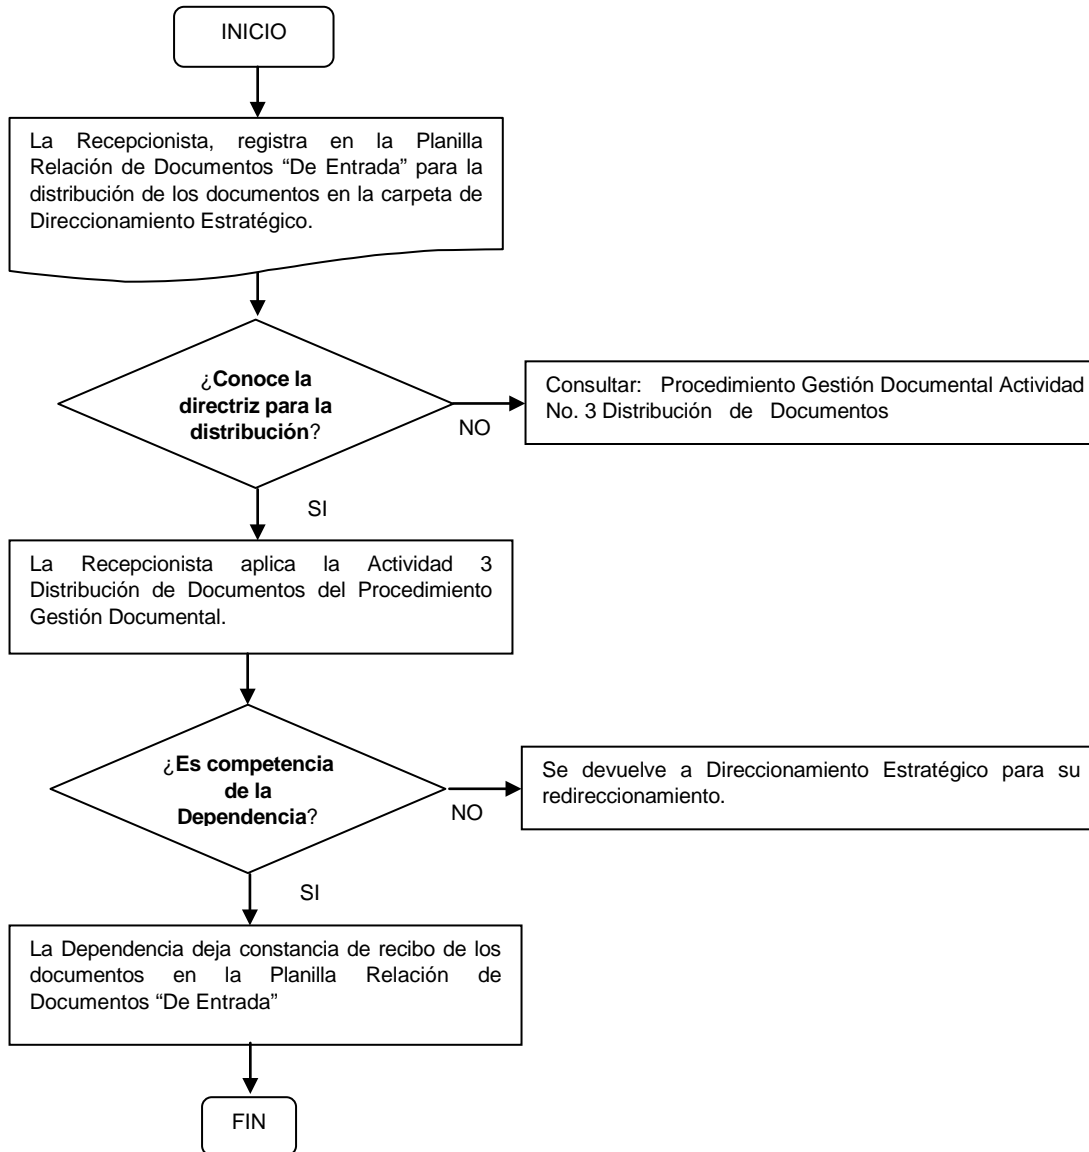 INICIO
La Recepcionista, registra en la Planilla
Relación de Documentos “De Entrada” para la
distribución de los documentos en la carpeta de
Direccionamiento Estratégico.
¿Conoce la
directriz para la
distribución?
NO
Consultar: Procedimiento Gestión Documental Actividad
No. 3 Distribución de Documentos
SI
La Recepcionista aplica la Actividad 3
Distribución de Documentos del Procedimiento
Gestión Documental.
¿Es competencia
de la
Dependencia?
NO
Se devuelve a Direccionamiento Estratégico para su
redireccionamiento.
SI
La Dependencia deja constancia de recibo de los
documentos en la Planilla Relación de
Documentos “De Entrada”
FIN